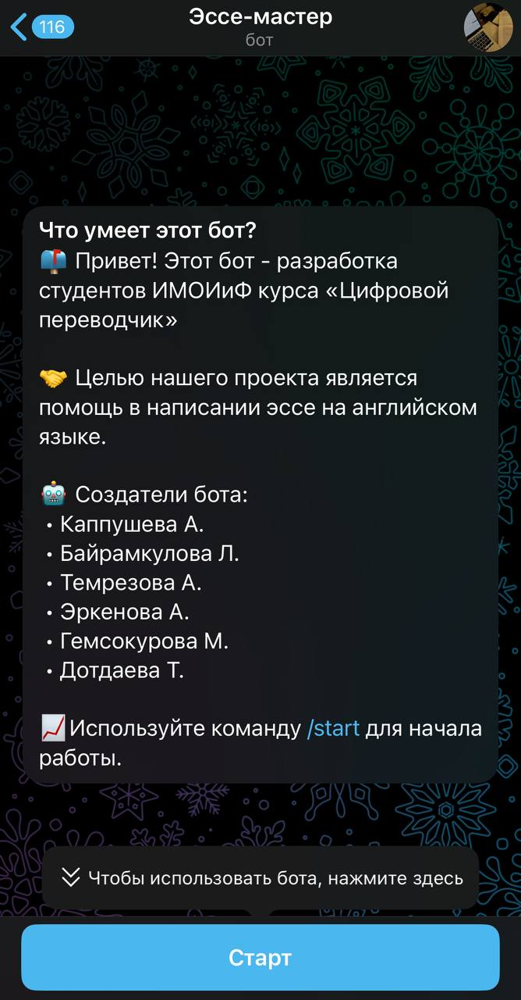 116
Эссе-мастер
бот
Что умеет этот бот?
📬 Привет! Этот бот - разработка
студентов ИМОИиФ курса «Цифровой
переводчик»
🤝 Целью нашего проекта является
помощь в написании эссе на английском
языке.
🤖 Создатели бота:
• Каппушева А.
• Байрамкулова Л.
• Темрезова А.
• Эркенова А.
• Гемсокурова М.
• Дотдаева Т.
📈Используйте команду /start для начала
работы.
Чтобы использовать бота, нажмите здесь
Старт